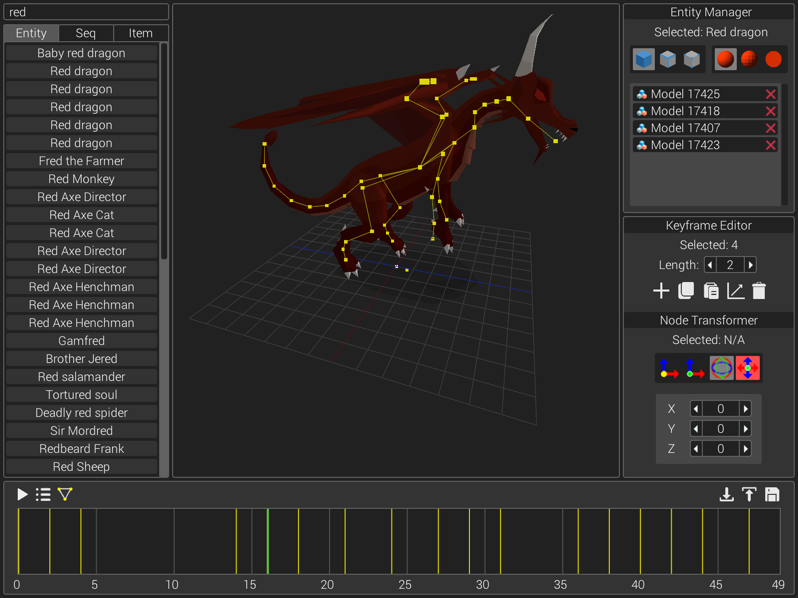 red
Entity Seq Item
Baby red dragon
Red dragon
Red dragon
Red dragon
Red dragon
Red dragon
Fred the Farmer
Red Monkey
Red Axe Director
Red Axe Cat
Red Axe Cat
Red Axe Director
Red Axe Director
Red Axe Henchman
Red Axe Henchman
Red Axe Henchman
Gamfred
Brother Jered
Red salamander
Tortured soul
Deadly red spider
Sir Mordred
Redbeard Frank
Red Sheep
Entity Manager
Selected: Red dragon
Model 17425
Model 17418
Model 17407
Model 17423
Keyframe Editor
Selected: 4
Length: 2
Node Transformer
Selected: N/A
X 0
Y 0
Z 0
0 5 10 15 20 25 30 35 40 45 49